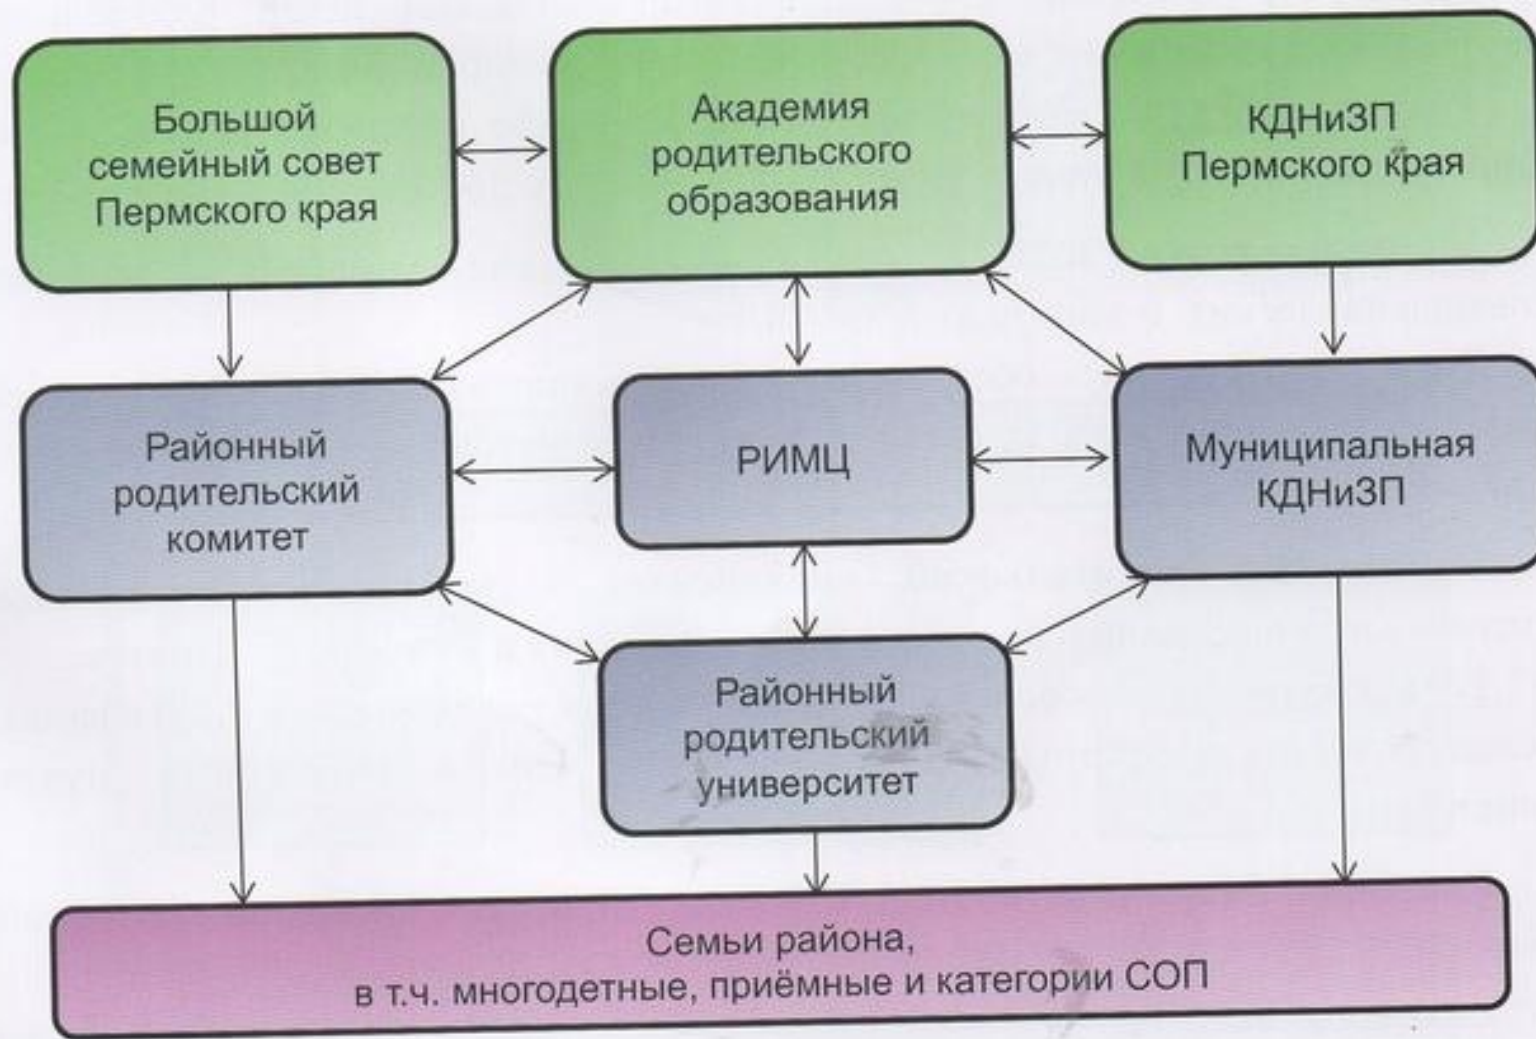 Большой
семейный совет
Пермского края
Академия
родительского
образования
КДНиЗП
Пермского края
Районный
родительский
комитет
РИМЦ
Муниципальная
КДНиЗП
Районный
родительский
университет
Семьи района,
в т.ч. многодетные, приёмные и категории СОП